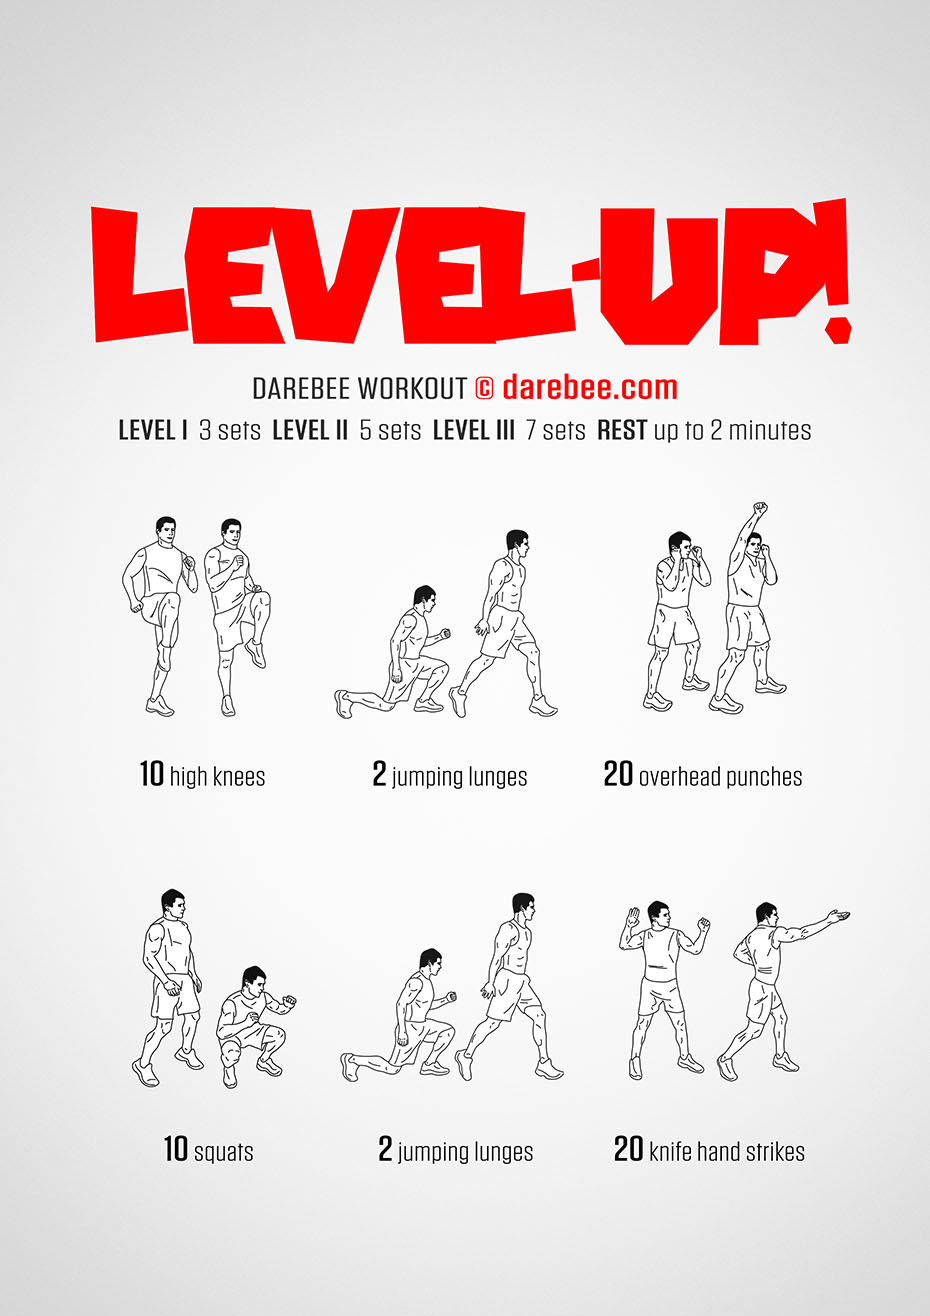 LEVEL-UP!
DAREBEE WORKOUT © darebee.com
LEVEL I 3 sets LEVEL II 5 sets LEVEL III 7 sets REST up to 2 minutes
10 high knees
2 jumping lunges
20 overhead punches
10 squats
2 jumping lunges
20 knife hand strikes